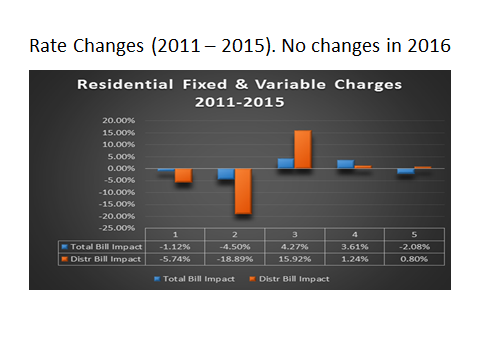 Rate Changes (2011 – 2015). No changes in 2016
Residential Fixed & Variable Charges
2011-2015
20.00%
15.00%
10.00%
5.00%
0.00%
-5.00%
-10.00%
-15.00%
-20.00%
-25.00%
1 2 3 4 5
Total Bill Impact -1.12% -4.50% 4.27% 3.61% -2.08%
Distr Bill Impact -5.74% -18.89% 15.92% 1.24% 0.80%
Total Bill Impact Distr Bill Impact